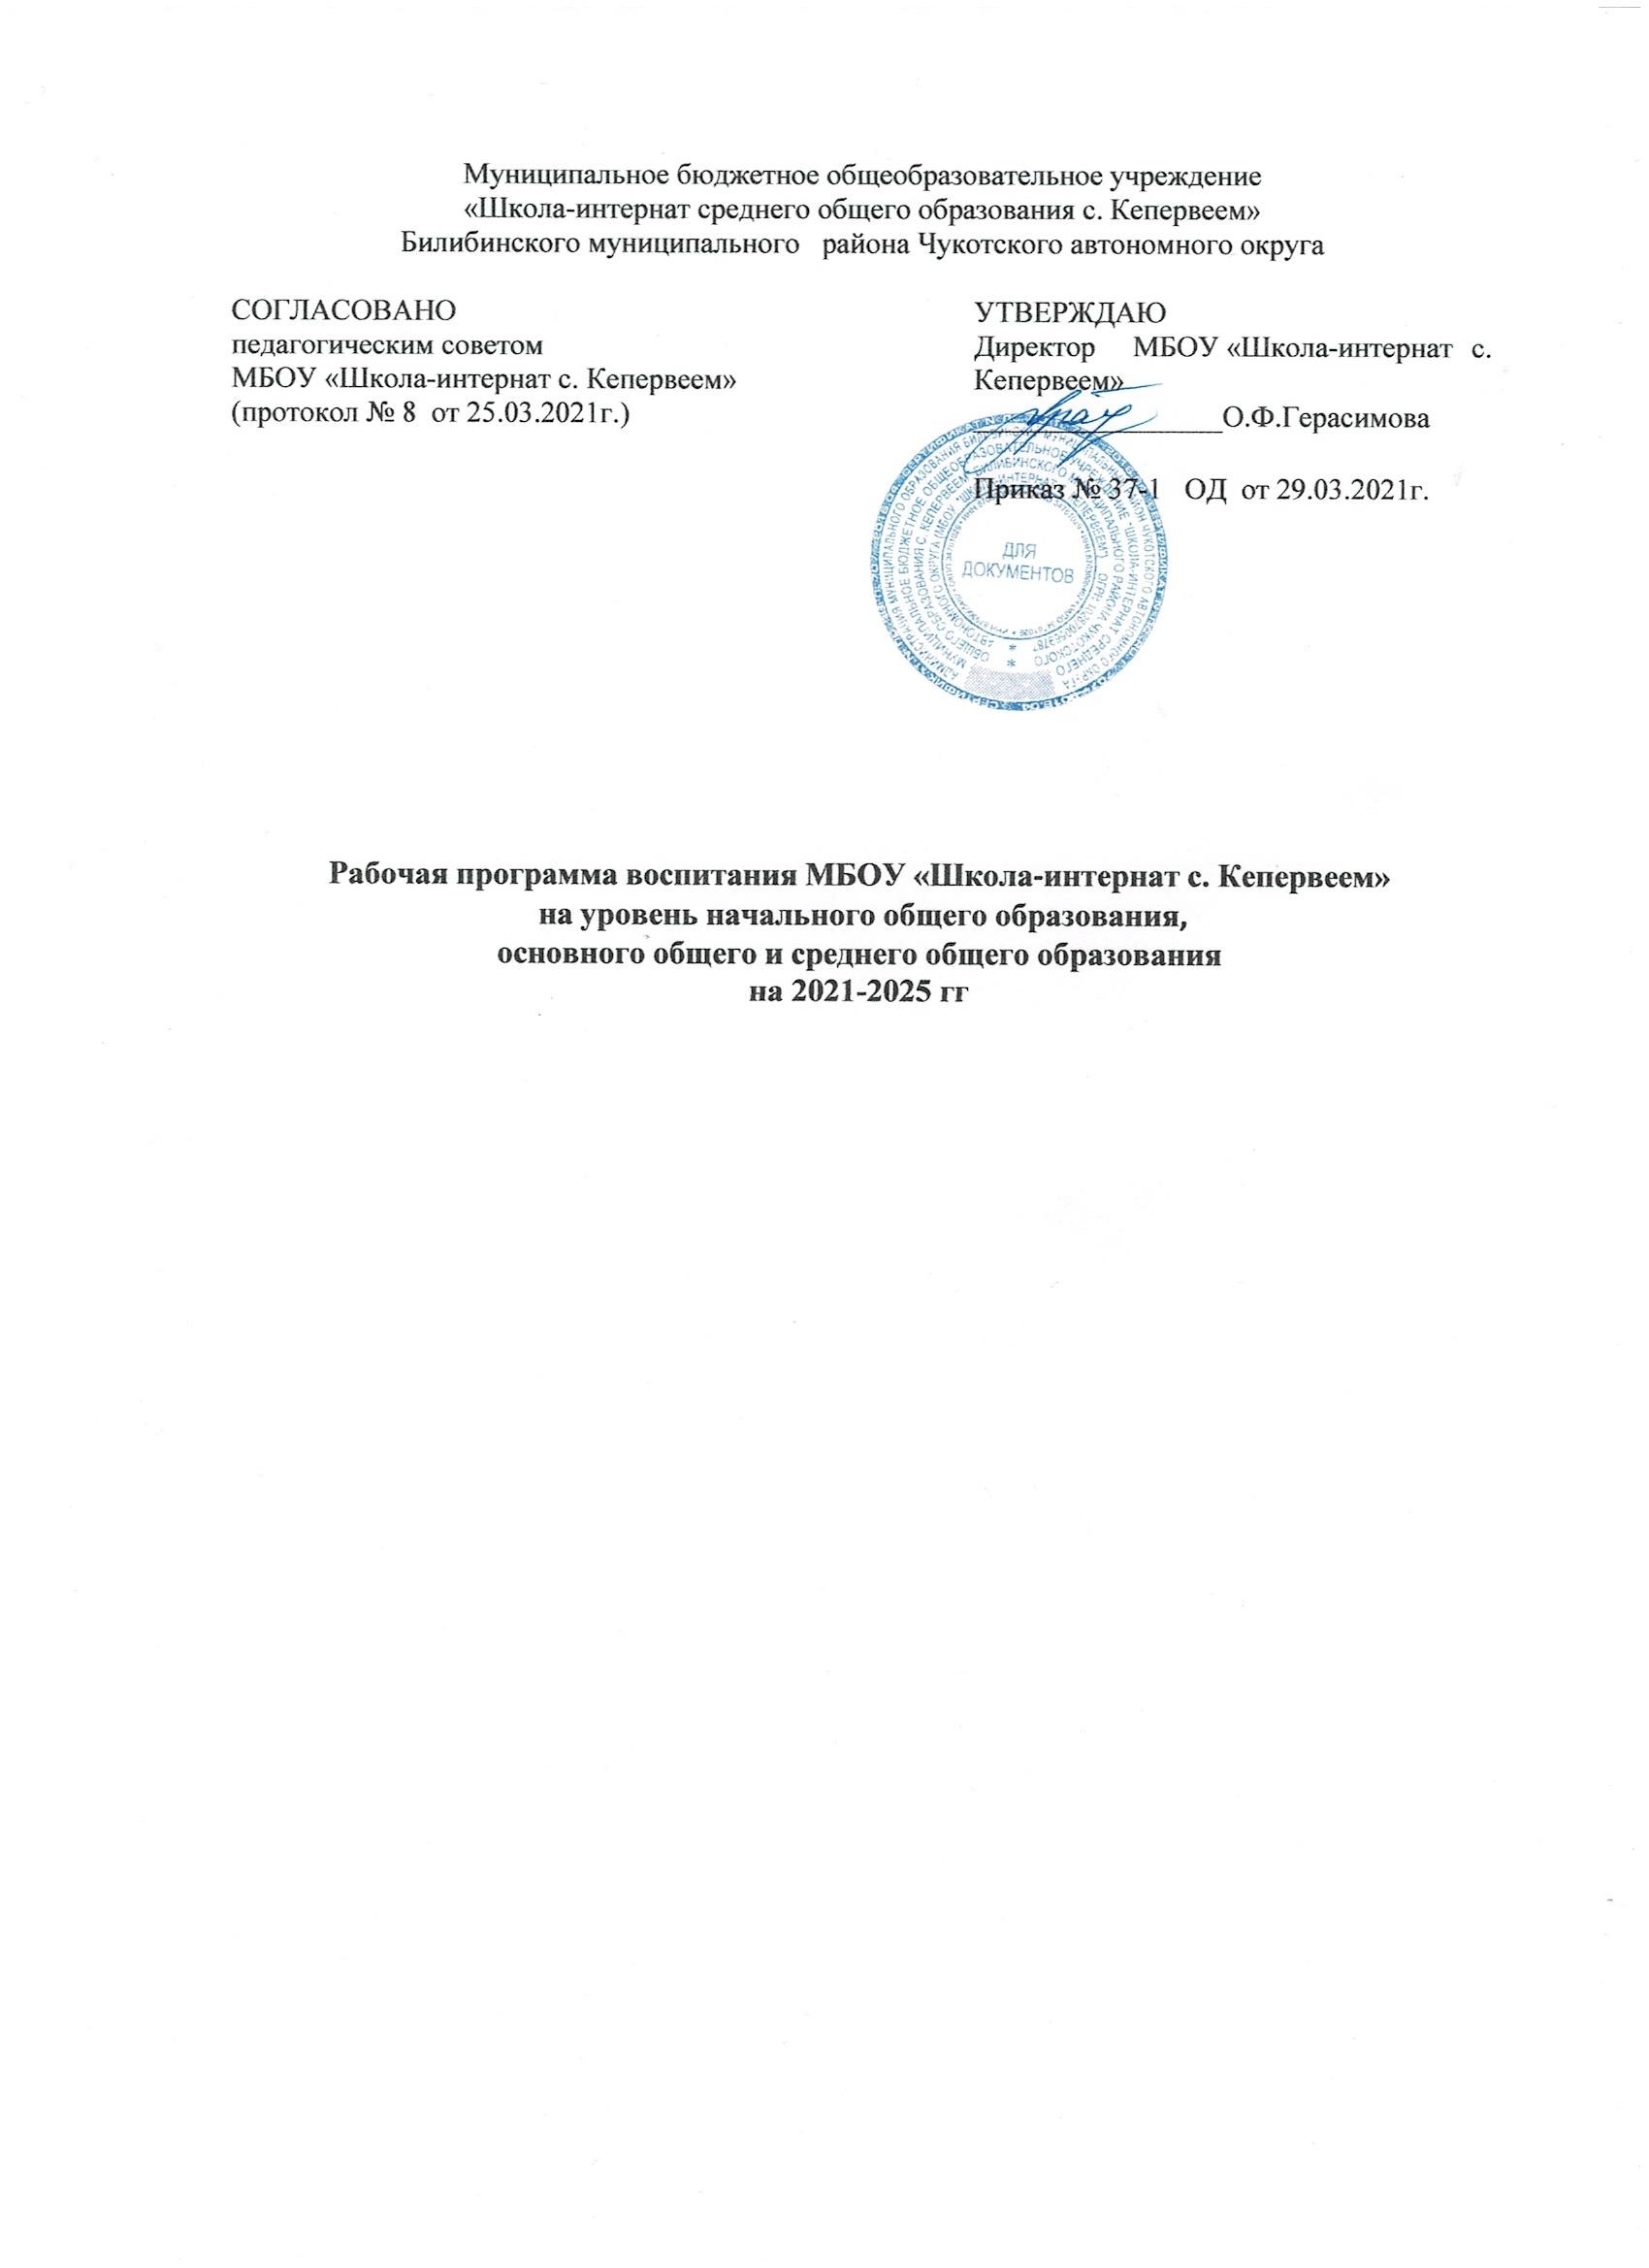 Муниципальное бюджетное общеобразовательное учреждение
«Школа-интернат среднего общего образования с. Кепервеем»
Билибинского муниципального района Чукотского автономного округа
СОГЛАСОВАНО
педагогическим советом
МБОУ «Школа-интернат с. Кепервеем»
(протокол № 8 от 25.03.2021г.)
УТВЕРЖДАЮ
Директор МБОУ «Школа-интернат с.
Кепервеем»
О.Ф.Герасимова
Приказ № 37-1 ОД от 29.03.2021г.
ДЛЯ
ДОКУМЕНТОВ
Рабочая программа воспитания МБОУ «Школа-интернат с. Кепервеем»
на уровень начального общего образования,
основного общего и среднего общего образования
на 2021-2025 гг